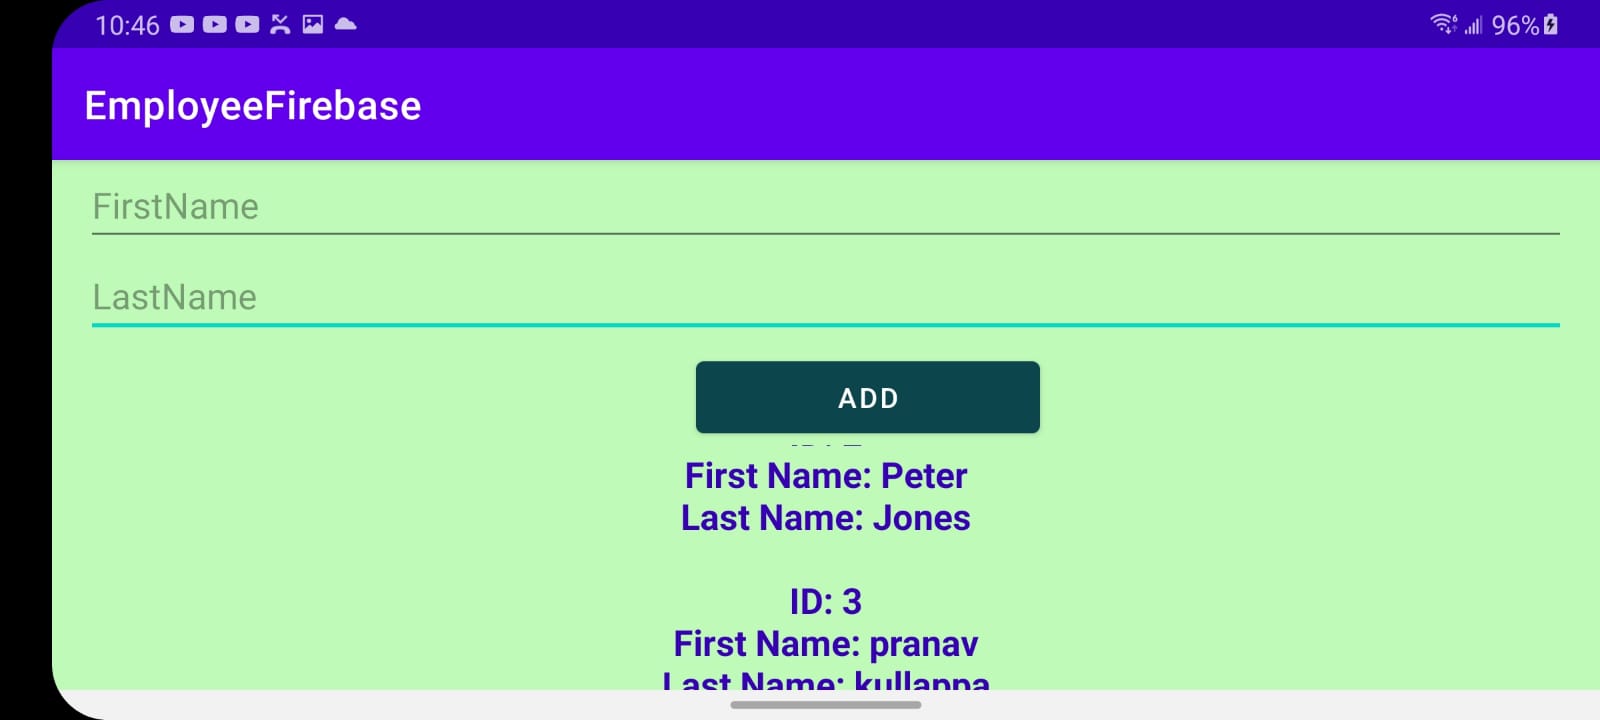 10:46 96%
EmployeeFirebase
FirstName
LastName
ADD
First Name: Peter
Last Name: Jones
ID: 3
First Name: pranav
Last Name: kullappa